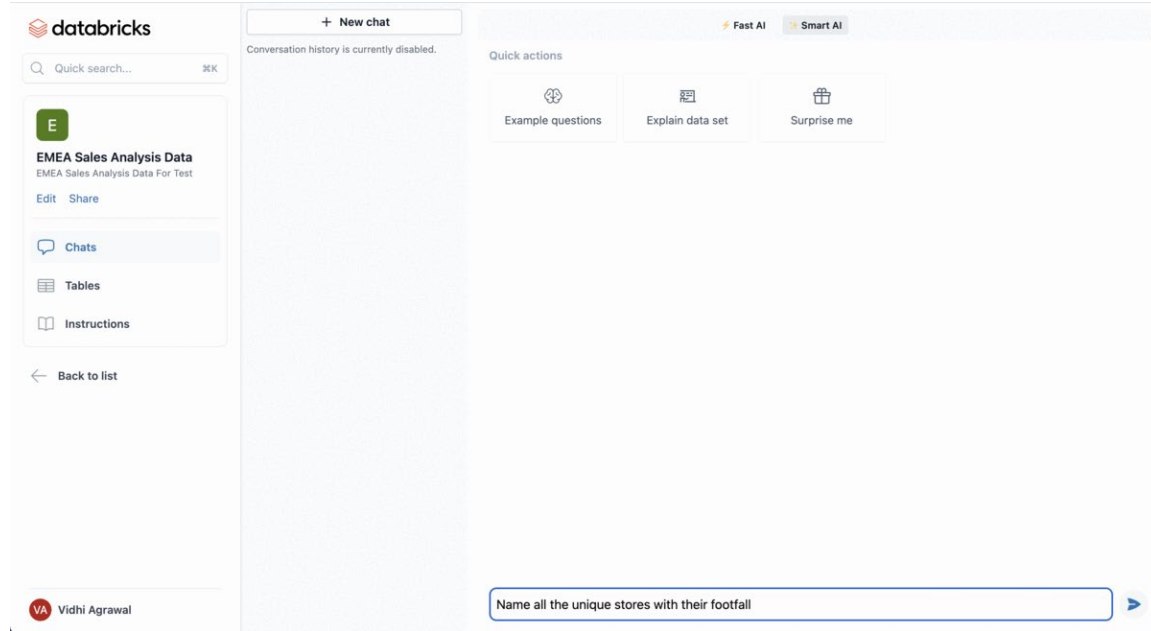 databricks
Quick search... ⌘K
E
EMEA Sales Analysis Data
EMEA Sales Analysis Data For Test
Edit Share
Chats
Tables
Instructions
Back to list
VA Vidhi Agrawal
+ New chat
Conversation history is currently disabled.
Fast AI Smart AI
Quick actions
Example questions Explain data set Surprise me
Name all the unique stores with their footfall